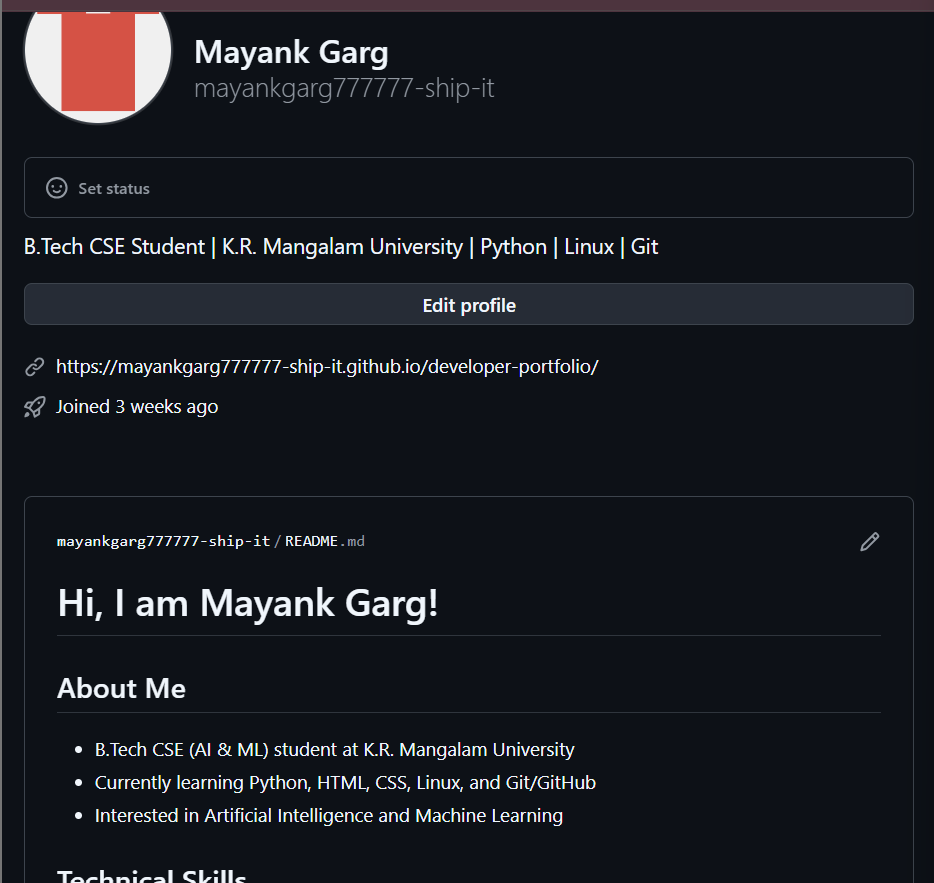 Mayank Garg
mayankgarg777777-ship-it
Set status
B.Tech CSE Student | K.R. Mangalam University | Python | Linux | Git
Edit profile
https://mayankgarg777777-ship-it.github.io/developer-portfolio/
Joined 3 weeks ago
mayankgarg777777-ship-it/README.md
Hi, I am Mayank Garg!
About Me
B.Tech CSE (AI & ML) student at K.R. Mangalam University
Currently learning Python, HTML, CSS, Linux, and Git/GitHub
Interested in Artificial Intelligence and Machine Learning
Technical Skills